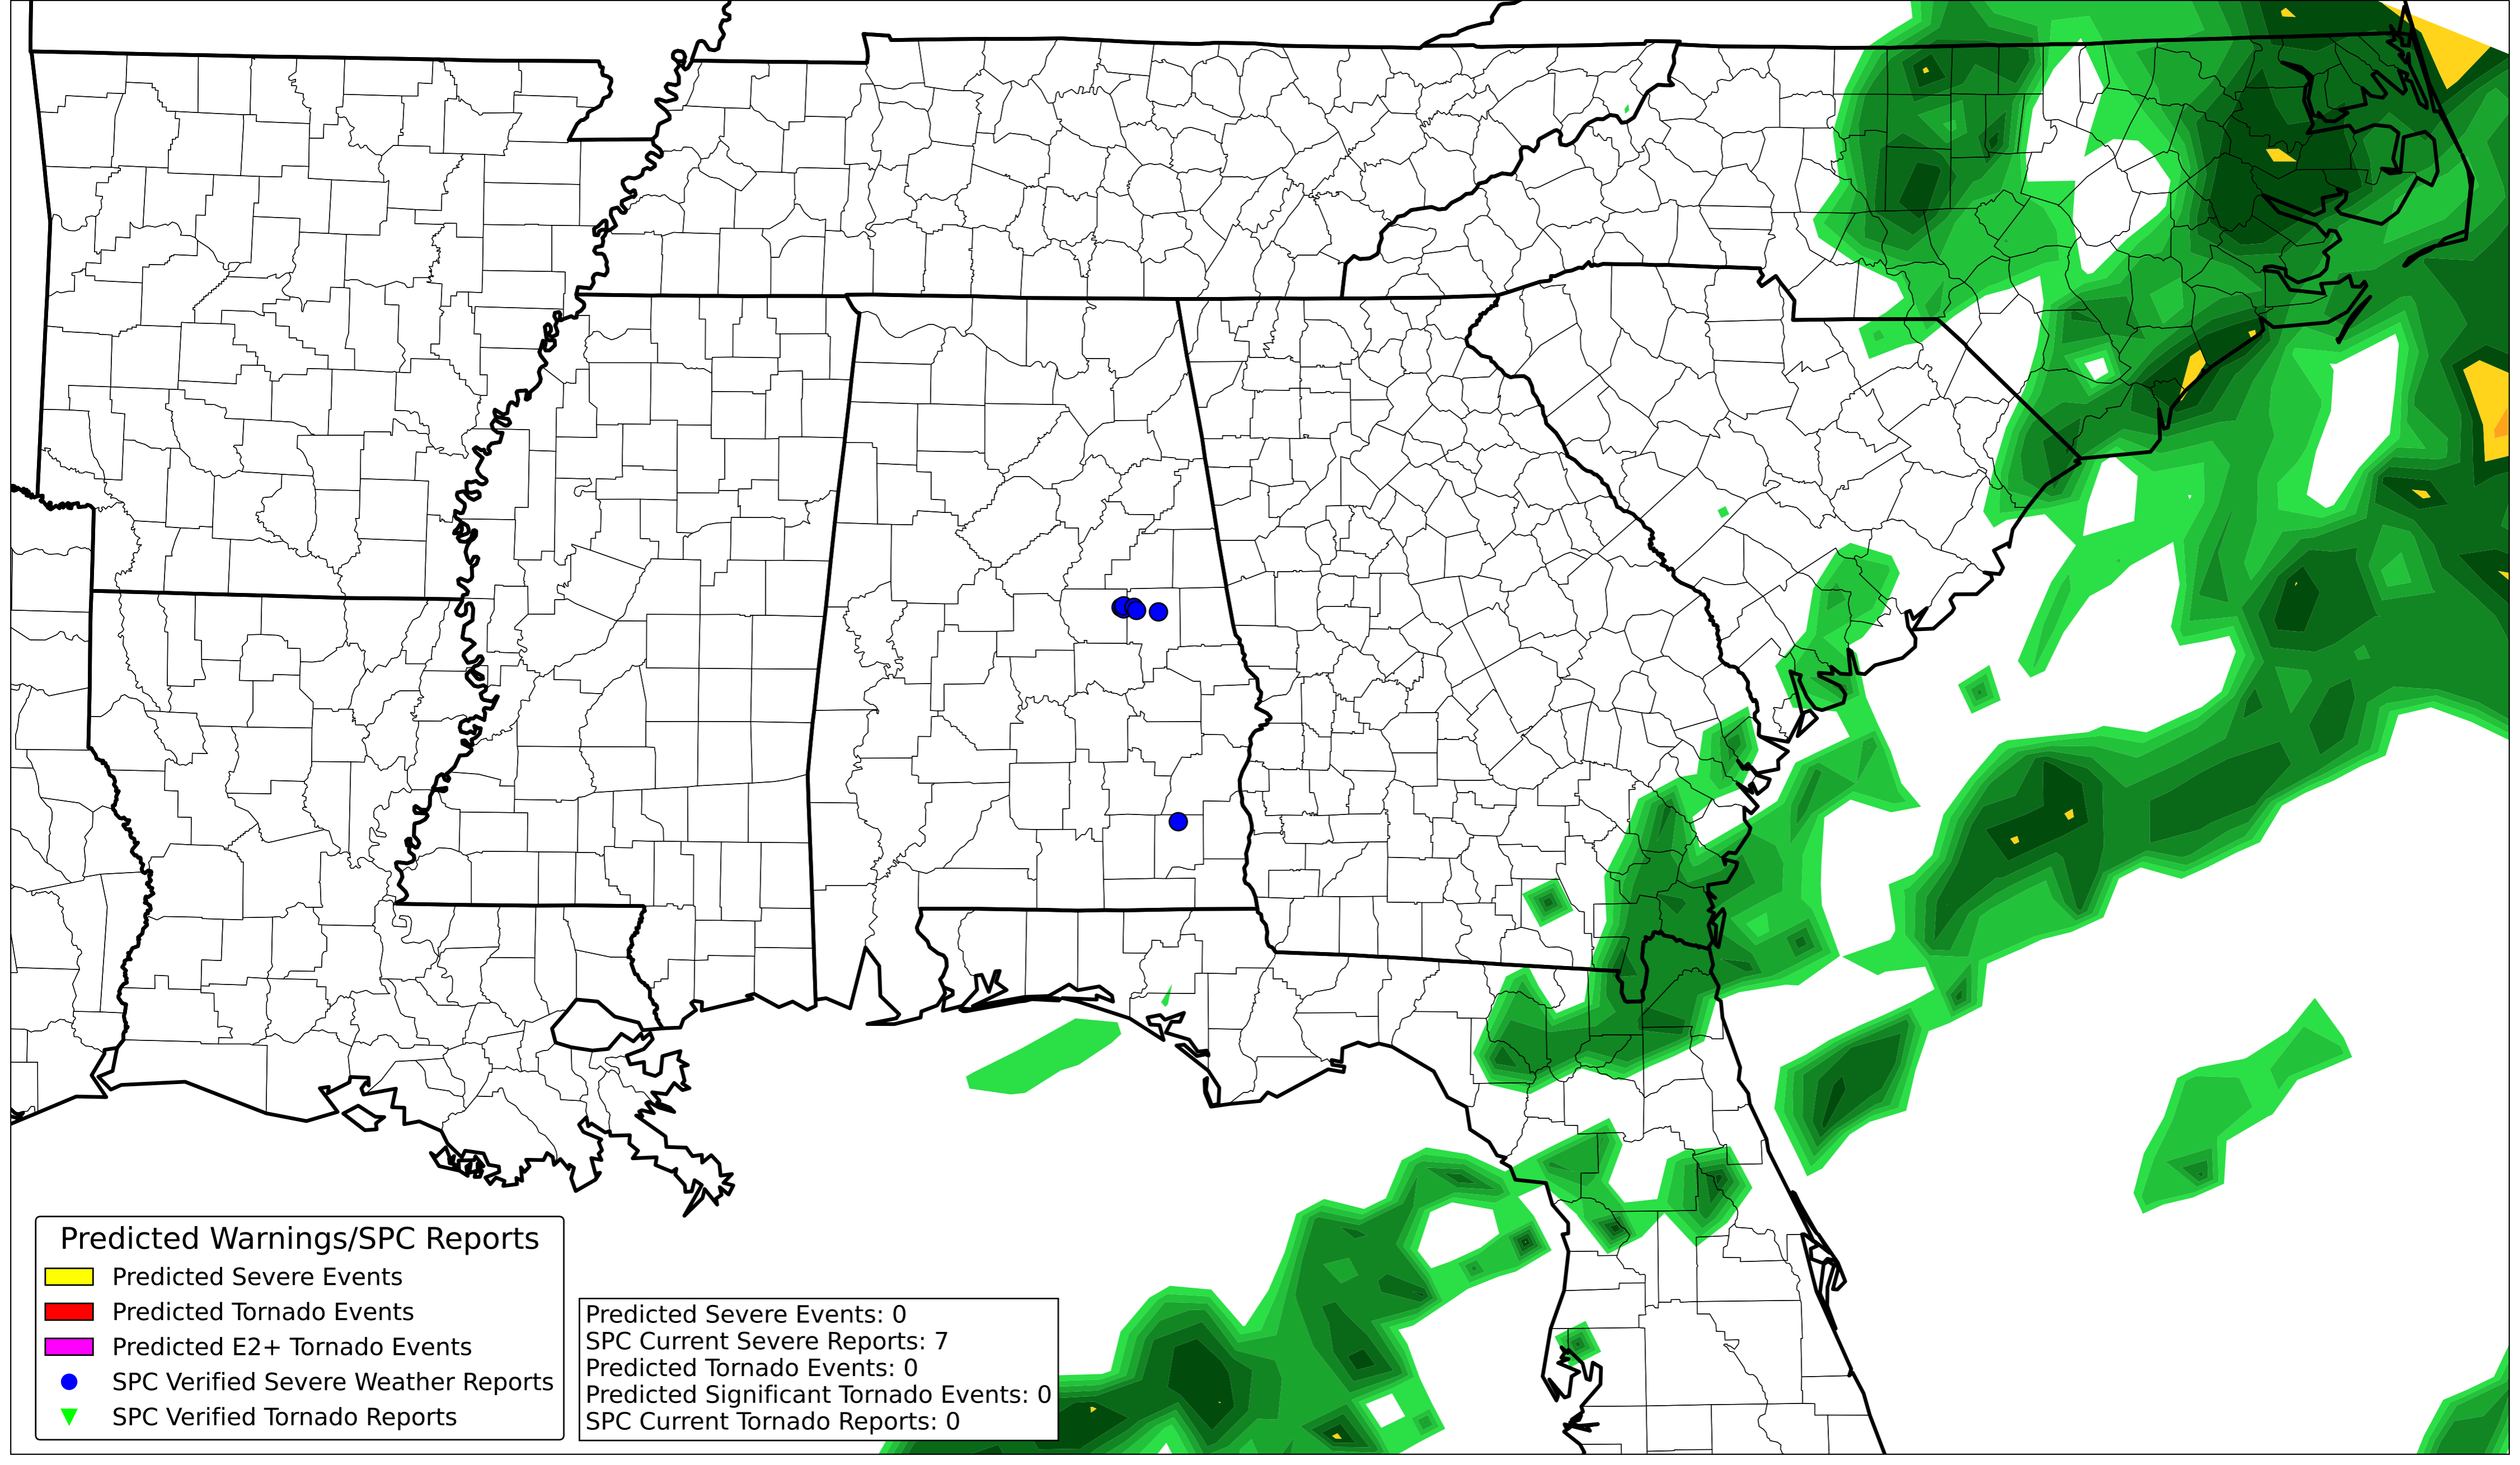 Predicted Warnings/SPC Reports
Predicted Severe Events
Predicted Tornado Events
Predicted E2+ Tornado Events
SPC Verified Severe Weather Reports
SPC Verified Tornado Reports
Predicted Severe Events: 0
SPC Current Severe Reports: 7
Predicted Tornado Events: 0
Predicted Significant Tornado Events: 0
SPC Current Tornado Reports: 0